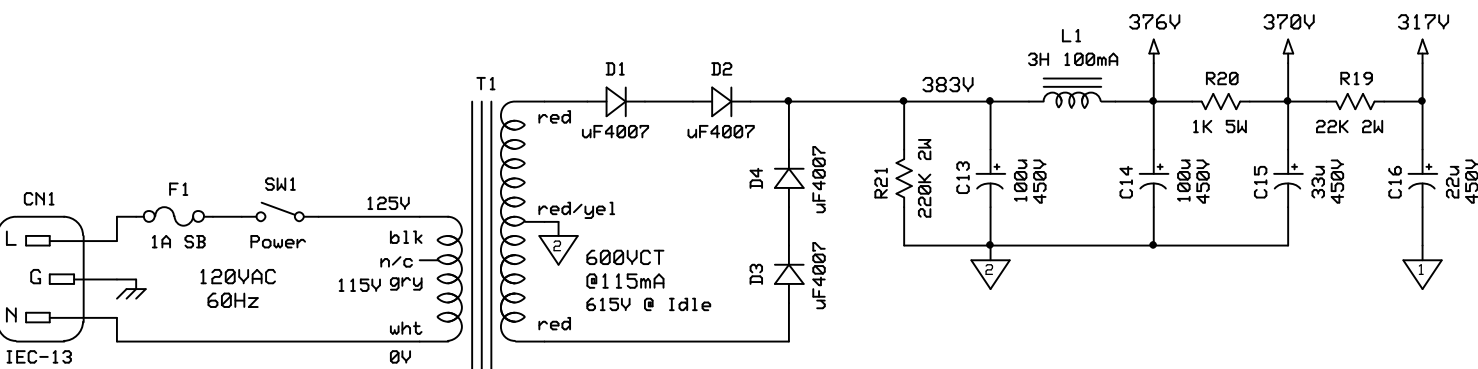 CN1
L
G
N
IEC-13
F1
1A SB
SW1
Power
120VAC
60Hz
125V
blk
n/c
115V gry
wht
0V
T1
red
red/yel
2
600VCT
@115mA
615V @ Idle
red
D1
uF4007
D2
uF4007
D4
uF4007
D3
uF4007
383V
R21
220K 2W
C13
100u
450V
2
L1
3H 100mA
376V
C14
100u
450V
R20
1K 5W
370V
C15
33u
450V
R19
22K 2W
317V
C16
22u
450V
1